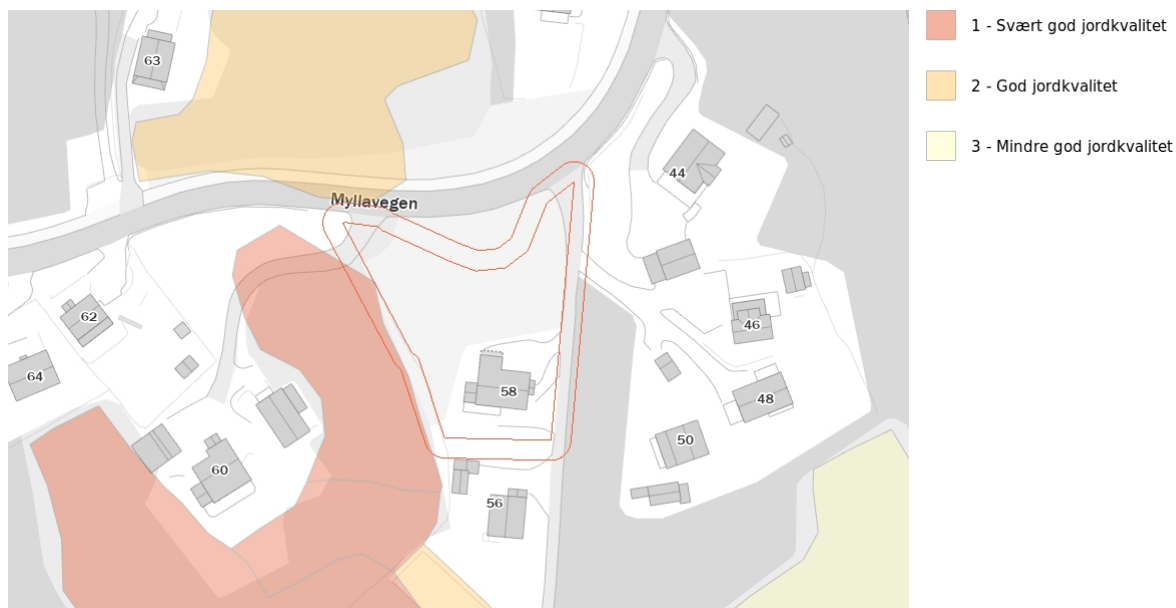 1 - Svært god jordkvalitet
63
2 - God jordkvalitet
3 - Mindre god jordkvalitet
44
Myllavegen
62
46
64
58
48
50
60
56